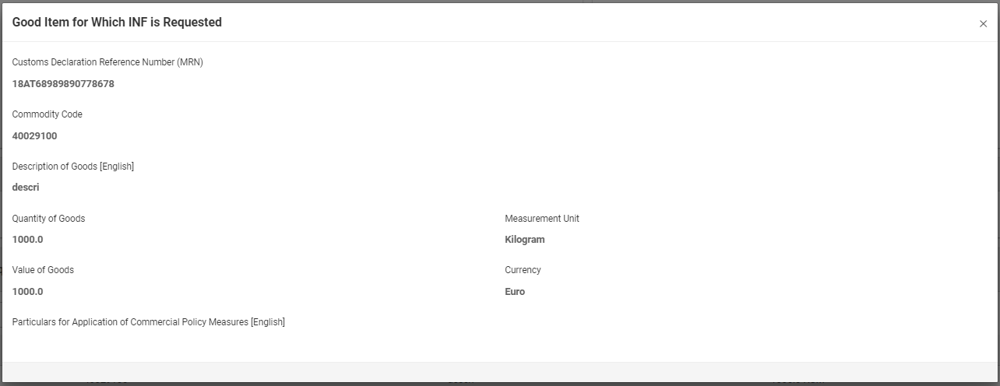 Good Item for Which INF is Requested
×
Customs Declaration Reference Number (MRN)
18AT68989890778678
Commodity Code
40029100
Description of Goods [English]
descri
Quantity of Goods
Measurement Unit
1000.0
Kilogram
Value of Goods
Currency
1000.0
Euro
Particulars for Application of Commercial Policy Measures [English]